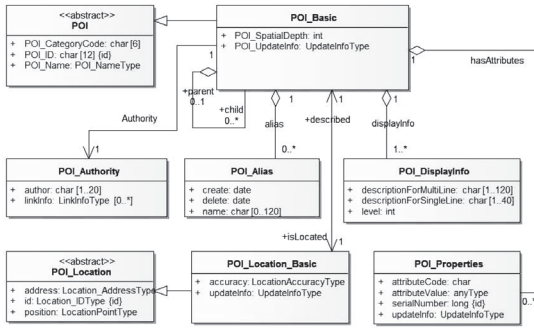 <<abstract>>
POI
+ POI_CategoryCode: char [6]
+ POI_ID: char [12] {id}
+ POI_Name: POI_NameType
POI_Basic
+ POI_SpatialDepth: int
+ POI_UpdateInfo: UpdateInfoType
1
hasAttributes
1
+parent
0..1
+child
0..*
1
alias
0..*
1
+described
1
displayInfo
1..*
Authority
1
POI_Authority
+ author: char [1..20]
+ linkInfo: LinkInfoType [0..*]
POI_Alias
+ create: date
+ delete: date
+ name: char [0..120]
POI_DisplayInfo
+ descriptionForMultiLine: char [1..120]
+ descriptionForSingleLine: char [1..40]
+ level: int
+isLocated
1
<<abstract>>
POI_Location
+ address: Location_AddressType
+ id: Location_IDType {id}
+ position: LocationPointType
POI_Location_Basic
+ accuracy: LocationAccuracyType
+ updateInfo: UpdateInfoType
POI_Properties
+ attributeCode: char
+ attributeValue: anyType
+ serialNumber: long {id}
+ updateInfo: UpdateInfoType